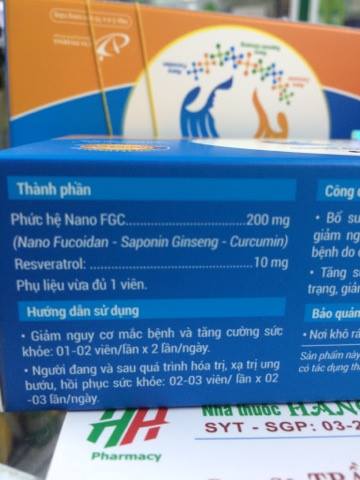 Thành phần
Phức hệ Nano FGC..................200 mg
(Nano Fucoidan - Saponin Ginseng - Curcumin)
Resveratrol: ..............................10 mg
Phụ liệu vừa đủ 1 viên.
Hướng dẫn sử dụng
• Giảm nguy cơ mắc bệnh và tăng cường sức
khỏe: 01-02 viên/lần x 2 lần/ngày.
• Người đang và sau quá trình hóa trị, xạ trị ung
bướu, hồi phục sức khỏe: 02-03 viên/ lần x 02
-03 lần/ngày.
Công d
• Bổ su
giảm ng
bệnh do
• Tăng s
trạng, giả
Bảo quản
• Nơi khô rá
Sản phẩm này
có tác dụng th
HA
Pharmacy
Nhà thuốc HAN
SYT - SGP: 03-2